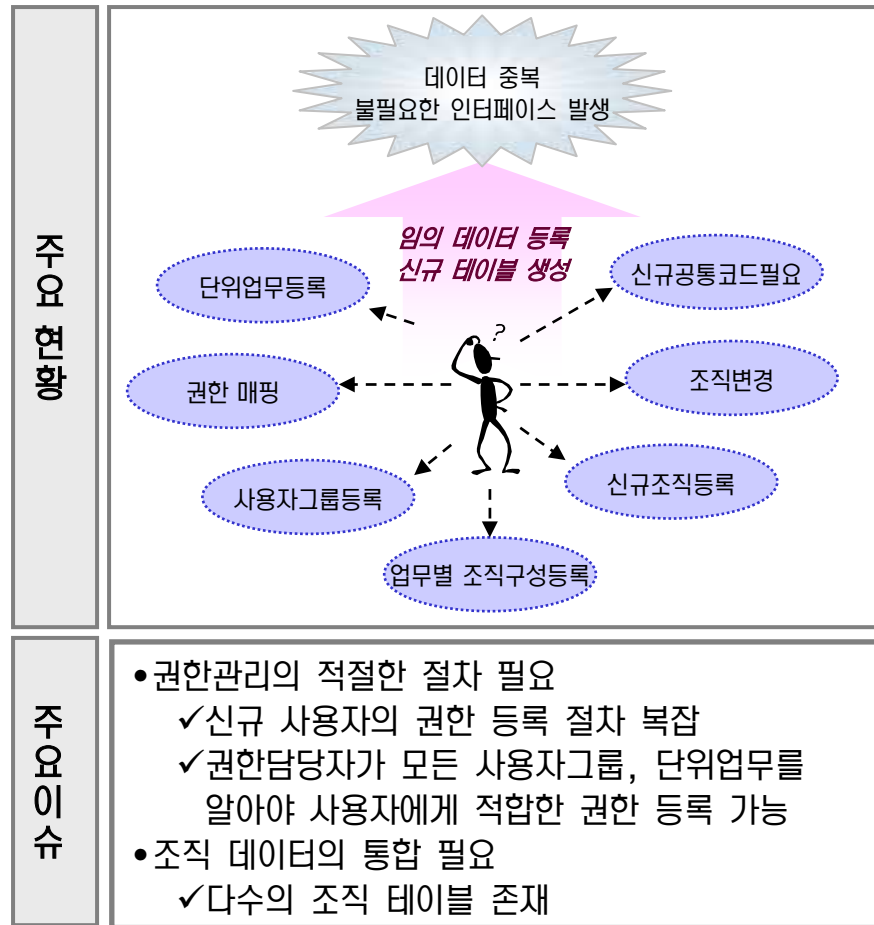 주요 현황
데이터 중복
불필요한 인터페이스 발생
임의 데이터 등록
신규 테이블 생성
단위업무등록
신규공통코드필요
?
권한 매핑
조직변경
사용자그룹등록
신규조직등록
업무별 조직구성등록
주요이슈
•권한관리의 적절한 절차 필요
✓신규 사용자의 권한 등록 절차 복잡
✓권한담당자가 모든 사용자그룹, 단위업무를
알아야 사용자에게 적합한 권한 등록 가능
•조직 데이터의 통합 필요
✓다수의 조직 테이블 존재